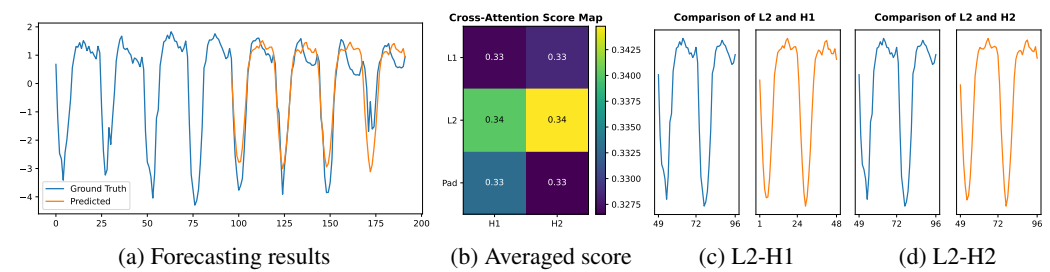 Cross-Attention Score Map
Comparison of L2 and H1
Comparison of L2 and H2
2
1
0
−1
−2
−3
−4
Ground Truth
Predicted
0 25 50 75 100 125 150 175 200
L1
L2
Pad
0.33 0.33
0.34 0.34
0.33 0.33
H1 H2
0.3425
0.3400
0.3375
0.3350
0.3325
0.3300
0.3275
49 72 96
1 24 48
49 72 96
49 72 96
(a) Forecasting results
(b) Averaged score
(c) L2-H1
(d) L2-H2